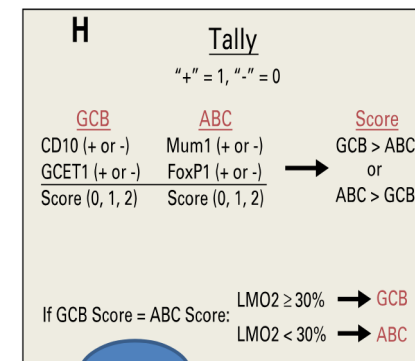 H
Tally
“+” = 1, “-” = 0
GCB ABC Score
CD10 (+ or -) Mum1 (+ or -) GCB > ABC
GCET1 (+ or -) FoxP1 (+ or -) or
Score (0, 1, 2) Score (0, 1, 2) ABC > GCB
If GCB Score = ABC Score:
LMO2 ≥ 30% → GCB
LMO2 < 30% → ABC